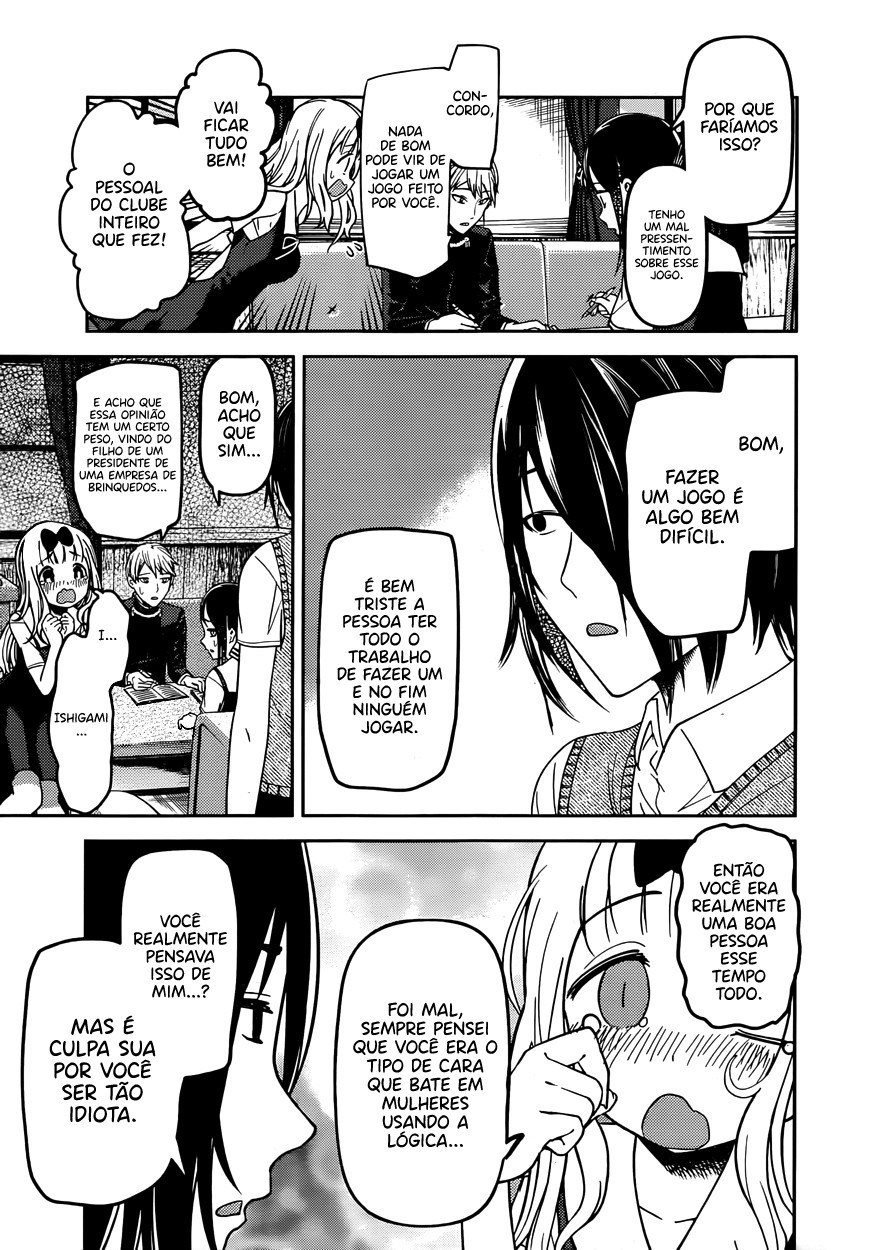 POR QUE
FARÍAMOS
ISSO?
TENHO
UM MAL
PRESSEN-
TIMENTO
SOBRE ESSE
JOGO.
CON-
CORDO,
NADA
DE BOM
PODE VIR DE
JOGAR UM
JOGO FEITO
POR VOCÊ.
VAI
FICAR
TUDO
BEM!
O
PESSOAL
DO CLUBE
INTEIRO
QUE FEZ!
BOM,
FAZER
UM JOGO É
ALGO BEM
DIFÍCIL.
É BEM
TRISTE A
PESSOA TER
TODO O
TRABALHO
DE FAZER UM
E NO FIM
NINGUÉM
JOGAR.
BOM,
ACHO
QUE
SIM...
E ACHO QUE
ESSA OPINIÃO
TEM UM CERTO
PESO, VINDO DO
FILHO DE UM
PRESIDENTE DE
UMA EMPRESA DE
BRINQUEDOS...
I...
ISHIGAMI
...
ENTÃO
VOCÊ ERA
REALMENTE
UMA BOA
PESSOA
ESSE
TEMPO
TODO.
FOI MAL,
SEMPRE PENSEI
QUE VOCÊ ERA O
TIPO DE CARA
QUE BATE EM
MULHERES
USANDO A
LÓGICA...
VOCÊ
REALMENTE
PENSAVA
ISSO DE
MIM...?
MAS É
CULPA SUA
POR VOCÊ
SER TÃO
IDIOTA.